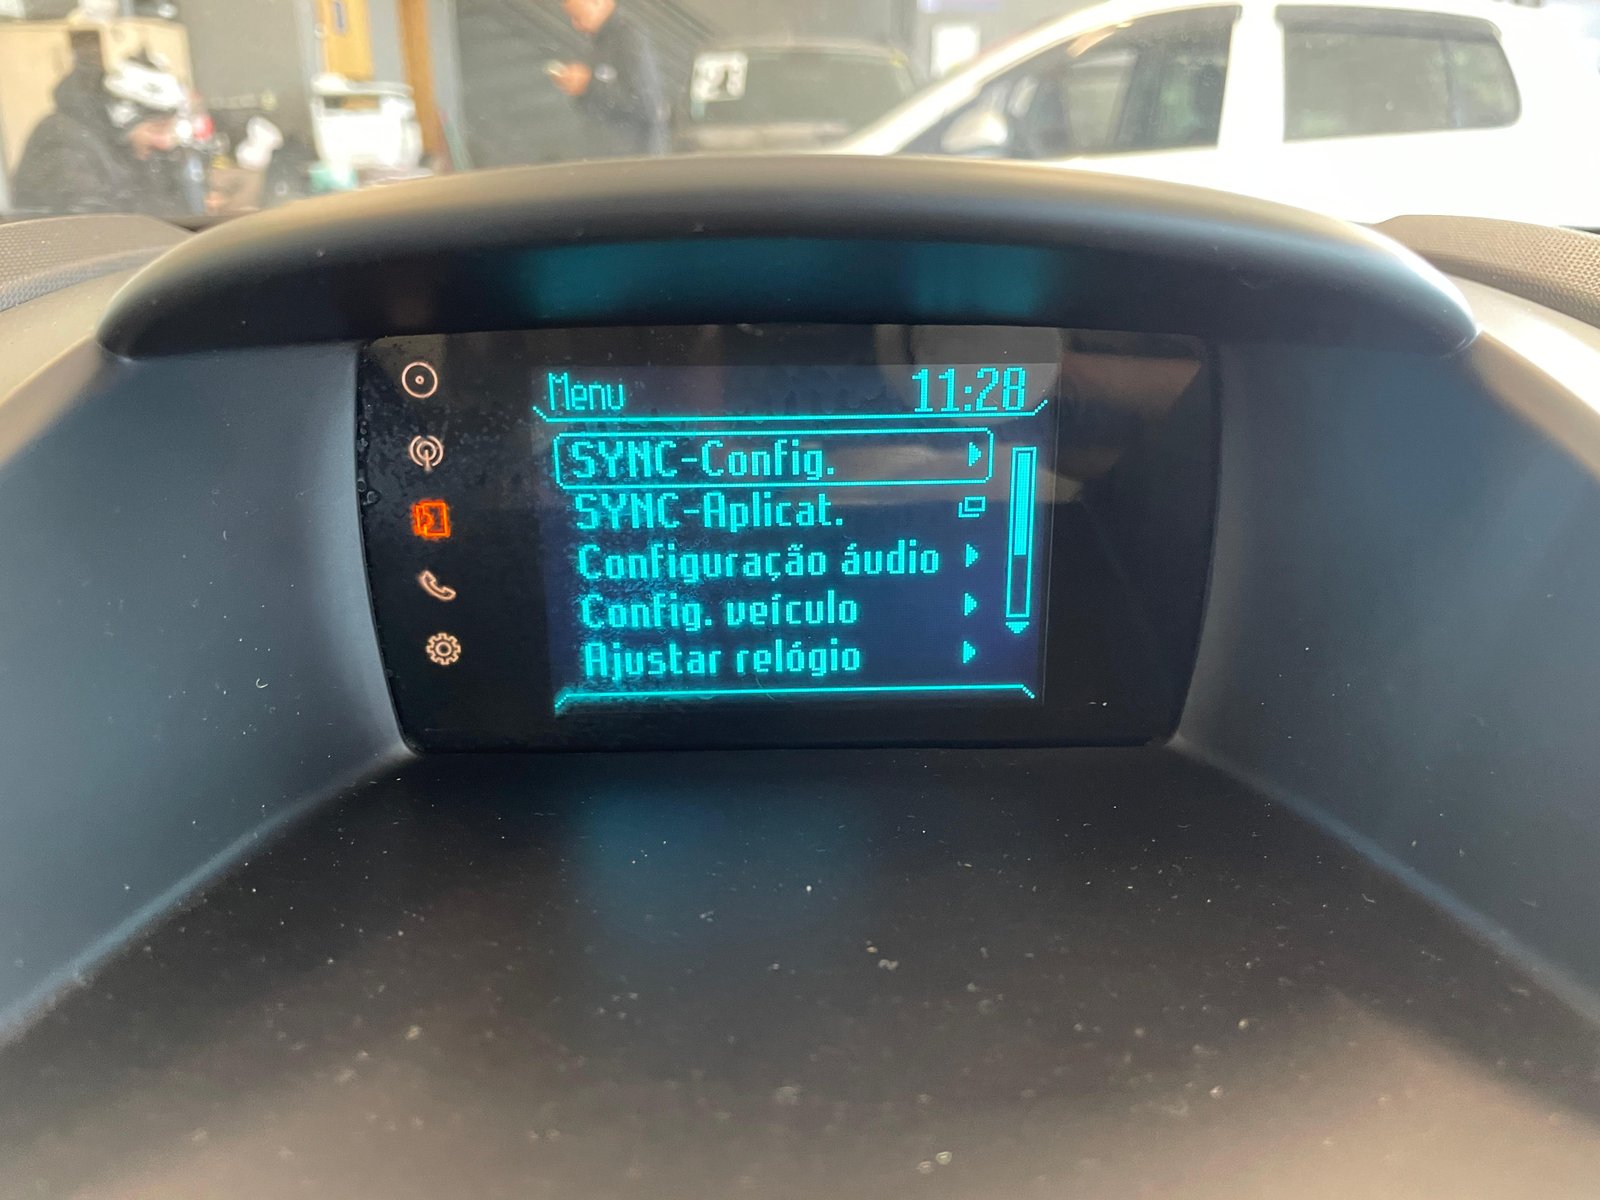 Menu 11:28
SYNC-Config.
SYNC-Aplicat.
Configuração áudio
Config. veículo
Ajustar relógio